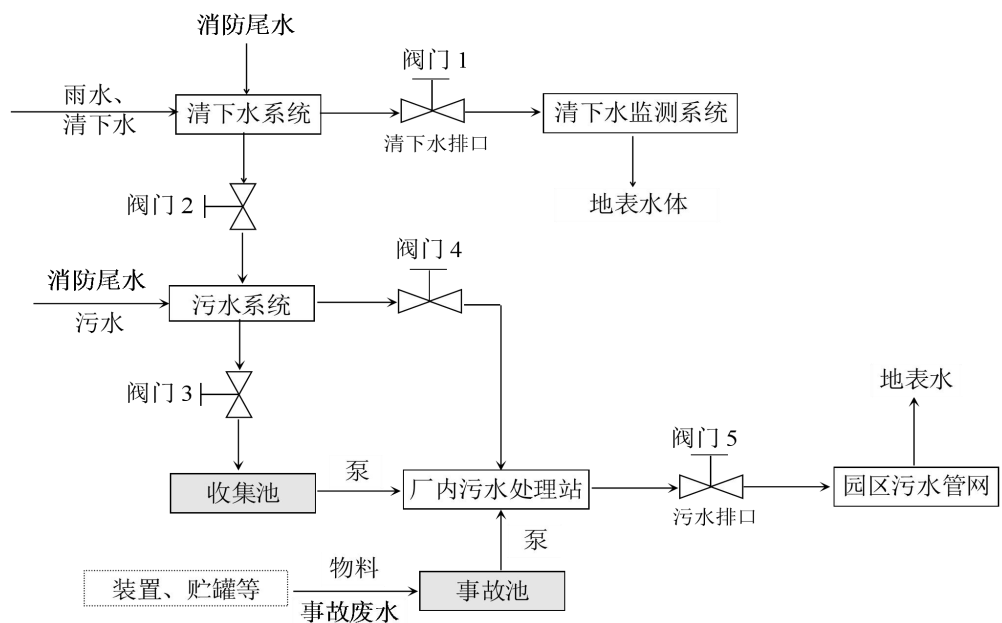 消防尾水
阀门 1
雨水、
清下水
清下水系统
清下水监测系统
清下水排口
阀门 2
地表水体
阀门 4
消防尾水
污水系统
污水
阀门 3
地表水
阀门 5
泵
收集池
厂内污水处理站
园区污水管网
污水排口
泵
物料
装置、贮罐等
事故池
事故废水